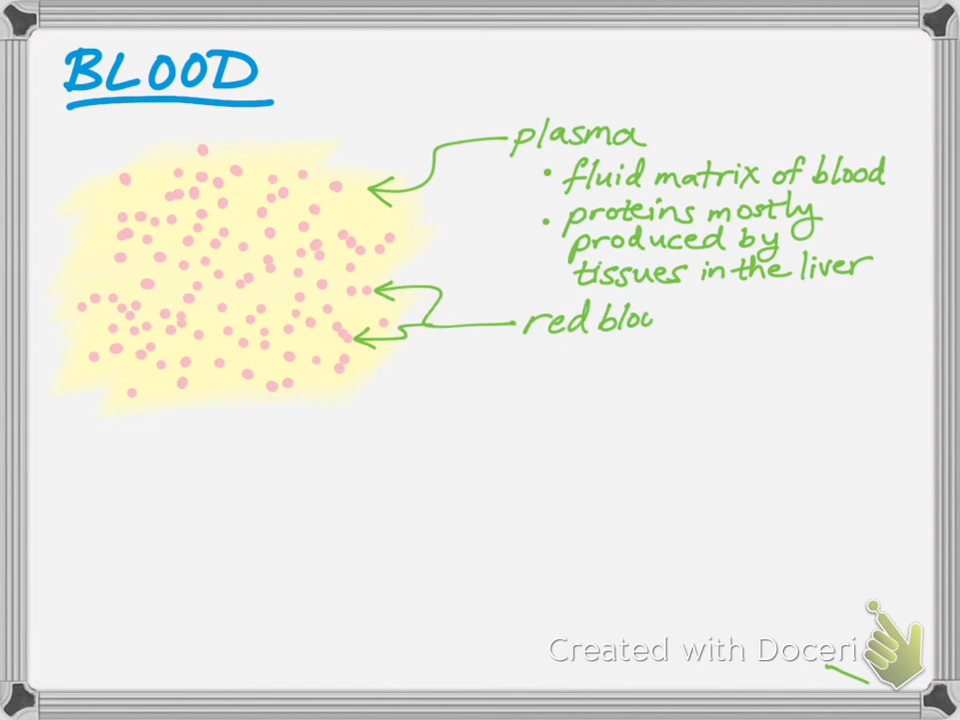 BLOOD
plasma
• fluid matrix of blood
• proteins mostly
produced by
tissues in the liver
red bloo
Created with Doceri